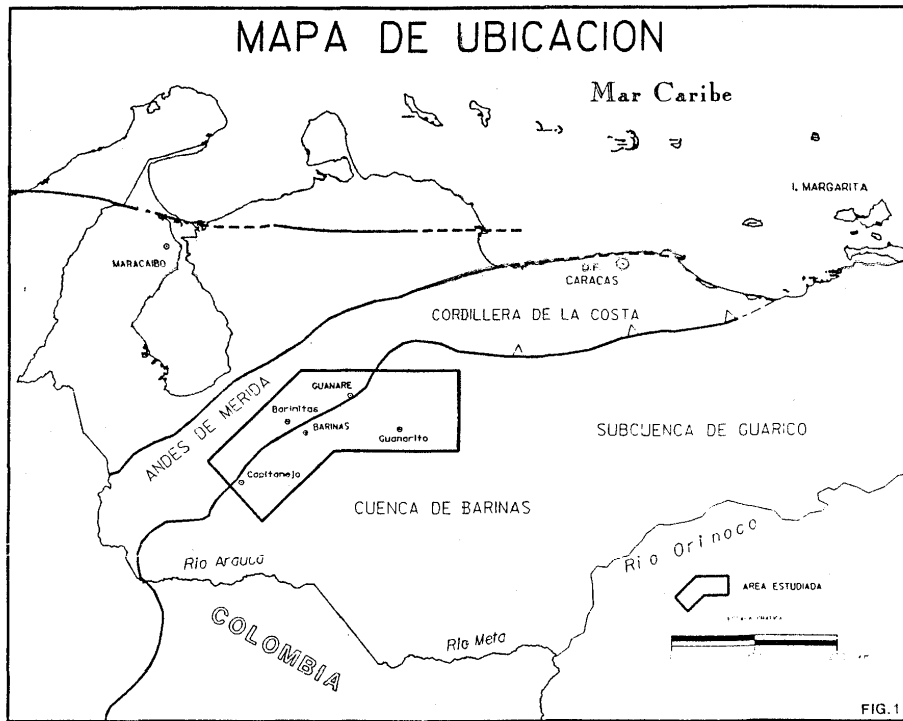 MAPA DE UBICACION
Mar Caribe
I. MARGARITA
MARACAIBO
D.F.
CARACAS
CORDILLERA DE LA COSTA
ANDES DE MERIDA
GUANARE
Barinitas
BARINAS
Guanarito
SUBCUENCA DE GUARICO
Capitanejo
CUENCA DE BARINAS
Rio Orinoco
Rio Arauca
AREA ESTUDIADA
COLOMBIA
Rio Meta
FIG.1